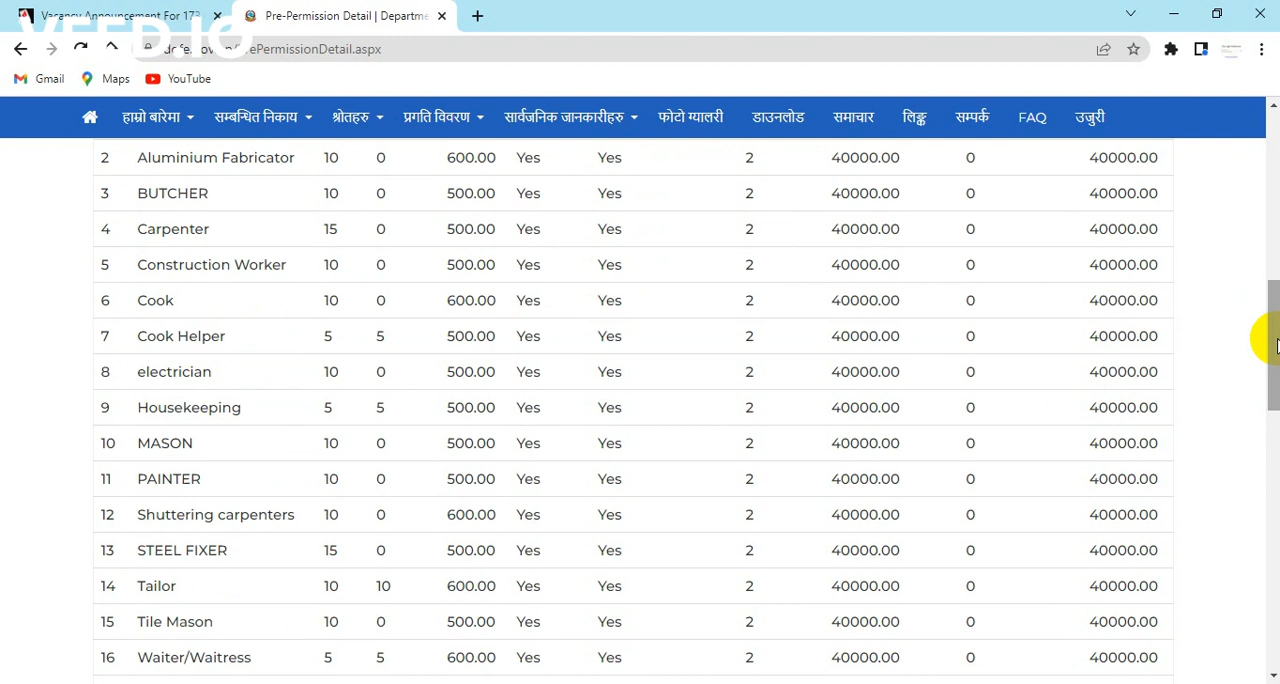 Vacancy Announcement For 173
Pre-Permission Detail | Departme
VEED.IO
PrePermissionDetail.aspx
Gmail Maps YouTube
हाम्रो बारेमा सम्बन्धित निकाय श्रोतहरु प्रगति विवरण सार्वजनिक जानकारीहरु फोटो ग्यालरी डाउनलोड समाचार लिङ्क सम्पर्क FAQ उजुरी
2 Aluminium Fabricator 10 0 600.00 Yes Yes 2 40000.00 0 40000.00
3 BUTCHER 10 0 500.00 Yes Yes 2 40000.00 0 40000.00
4 Carpenter 15 0 500.00 Yes Yes 2 40000.00 0 40000.00
5 Construction Worker 10 0 500.00 Yes Yes 2 40000.00 0 40000.00
6 Cook 10 0 600.00 Yes Yes 2 40000.00 0 40000.00
7 Cook Helper 5 5 500.00 Yes Yes 2 40000.00 0 40000.00
8 electrician 10 0 500.00 Yes Yes 2 40000.00 0 40000.00
9 Housekeeping 5 5 500.00 Yes Yes 2 40000.00 0 40000.00
10 MASON 10 0 500.00 Yes Yes 2 40000.00 0 40000.00
11 PAINTER 10 0 500.00 Yes Yes 2 40000.00 0 40000.00
12 Shuttering carpenters 10 0 600.00 Yes Yes 2 40000.00 0 40000.00
13 STEEL FIXER 15 0 500.00 Yes Yes 2 40000.00 0 40000.00
14 Tailor 10 10 600.00 Yes Yes 2 40000.00 0 40000.00
15 Tile Mason 10 0 500.00 Yes Yes 2 40000.00 0 40000.00
16 Waiter/Waitress 5 5 600.00 Yes Yes 2 40000.00 0 40000.00